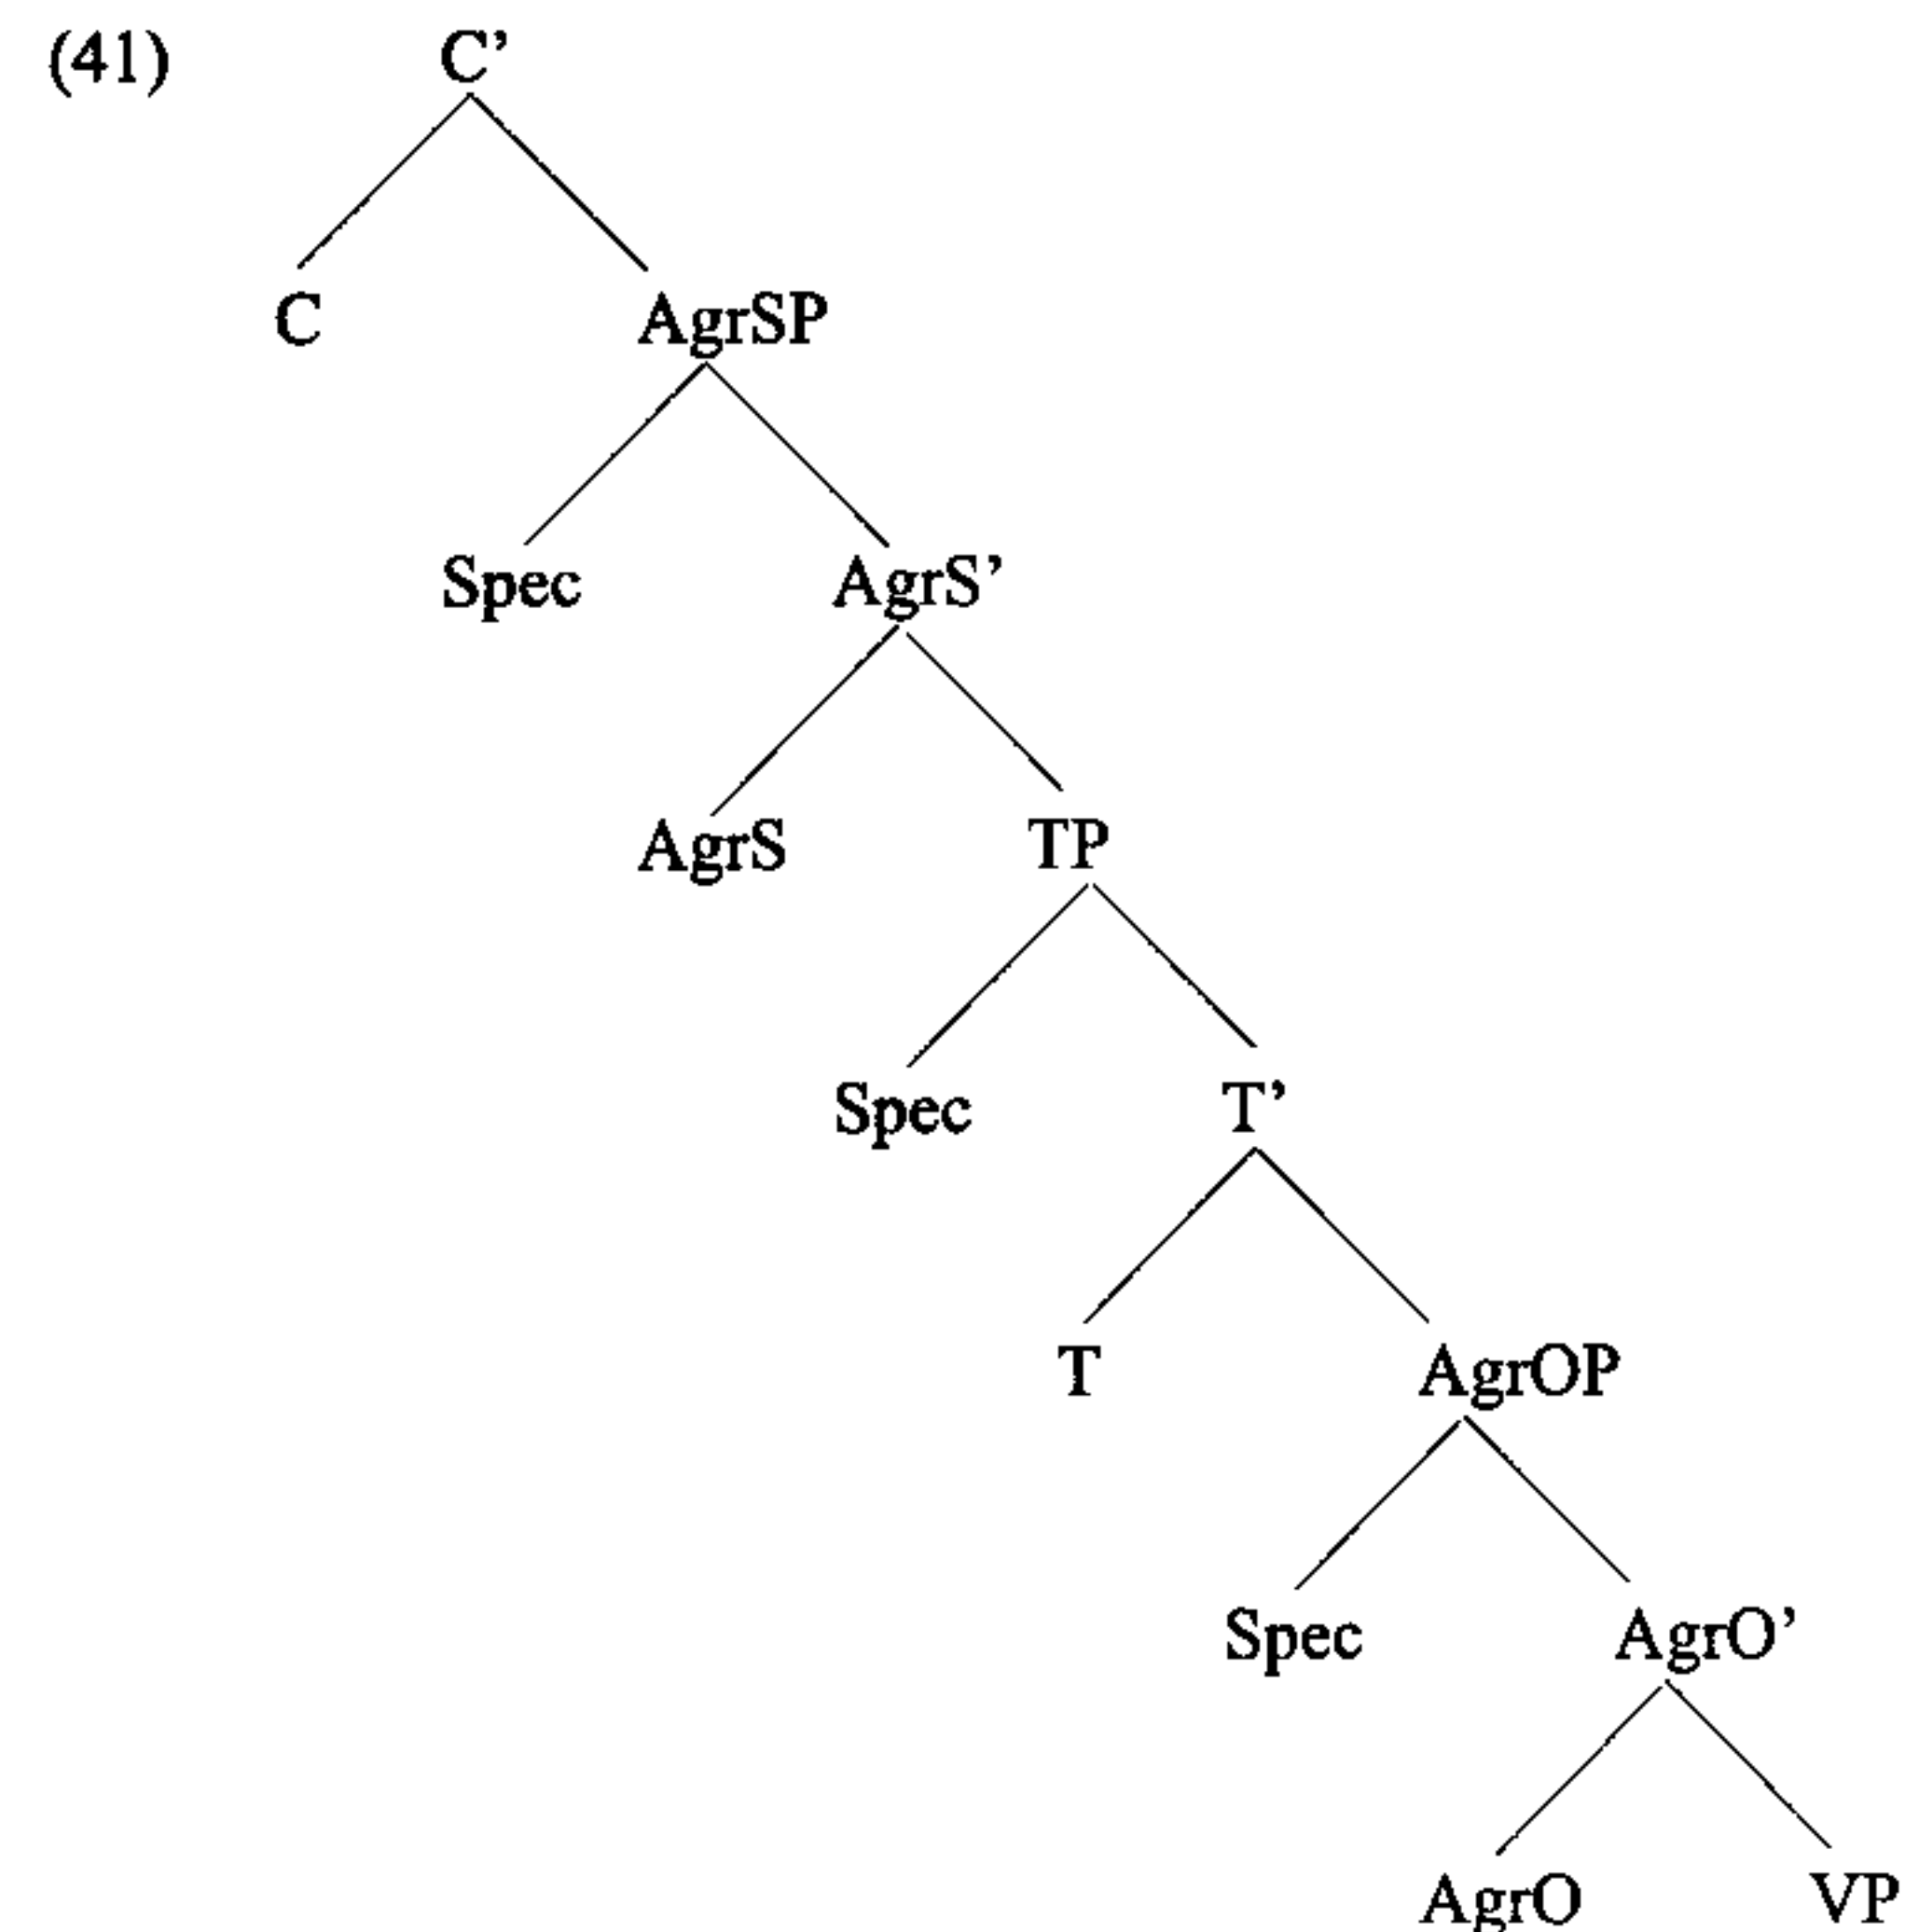 (41) C’
C AgrSP
Spec AgrS’
AgrS TP
Spec T’
T AgrOP
Spec AgrO’
AgrO VP